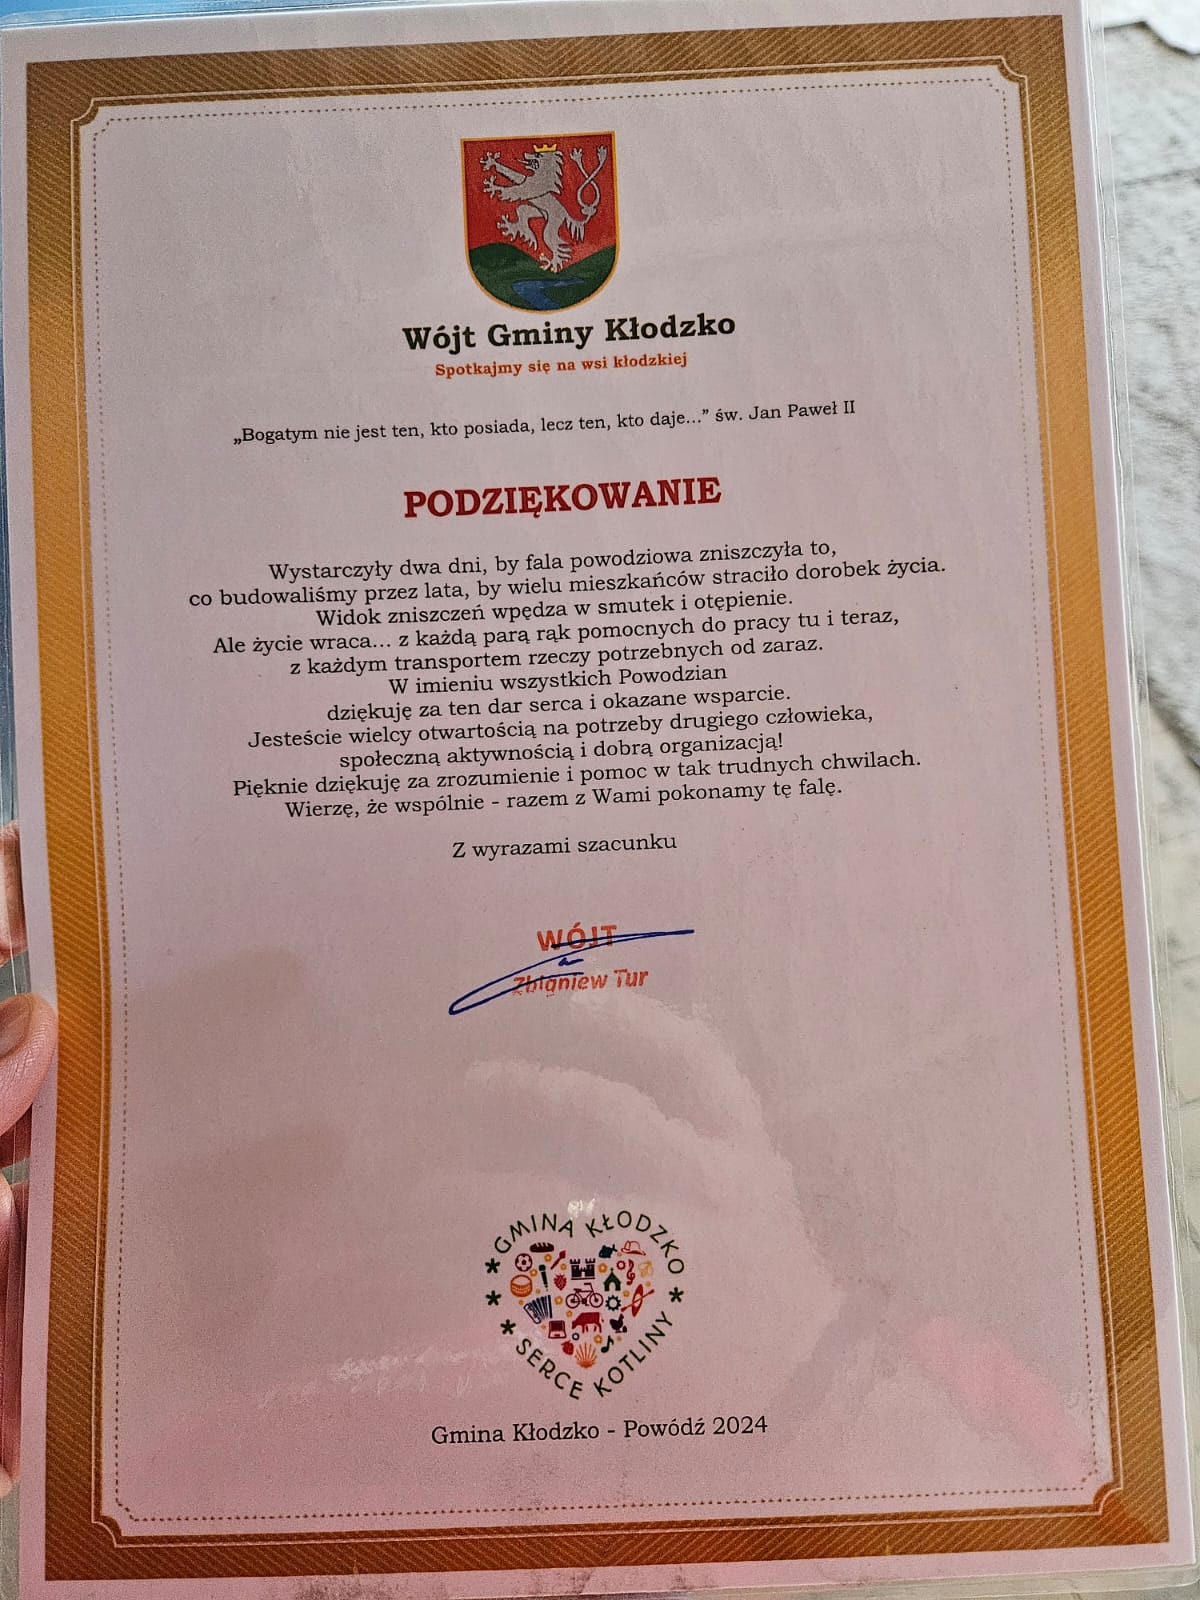 Wójt Gminy Kłodzko
Spotkajmy się na wsi kłodzkiej
„Bogatym nie jest ten, kto posiada, lecz ten, kto daje...” św. Jan Paweł II
PODZIĘKOWANIE
Wystarczyły dwa dni, by fala powodziowa zniszczyła to,
co budowaliśmy przez lata, by wielu mieszkańców straciło dorobek życia.
Widok zniszczeń wpędza w smutek i otępienie.
Ale życie wraca... z każdą parą rąk pomocnych do pracy tu i teraz,
z każdym transportem rzeczy potrzebnych od zaraz.
W imieniu wszystkich Powodzian
dziękuję za ten dar serca i okazane wsparcie.
Jesteście wielcy otwartością na potrzeby drugiego człowieka,
społeczną aktywnością i dobrą organizacją!
Pięknie dziękuję za zrozumienie i pomoc w tak trudnych chwilach.
Wierzę, że wspólnie - razem z Wami pokonamy tę falę.
Z wyrazami szacunku
WÓJT
Zbigniew Tur
GMINA KŁODZKO
SERCE KOTLINY
Gmina Kłodzko - Powódź 2024